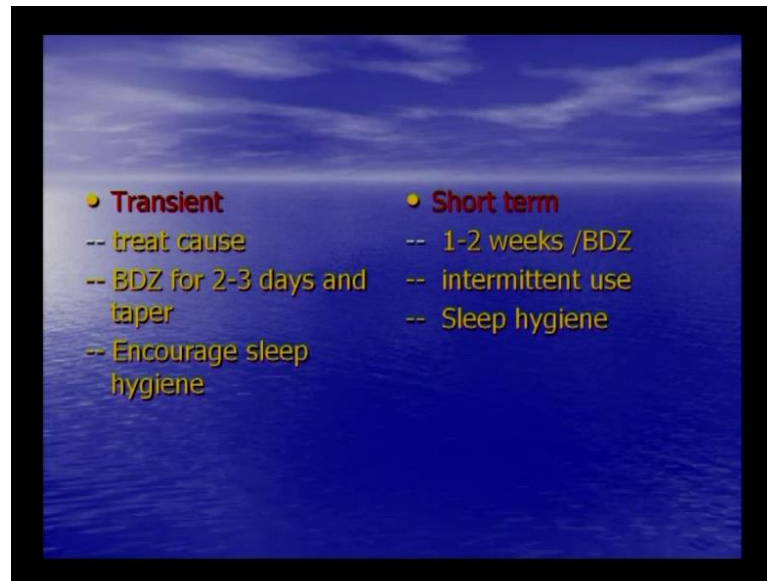 • Transient
-- treat cause
-- BDZ for 2-3 days and
taper
-- Encourage sleep
hygiene
• Short term
-- 1-2 weeks /BDZ
-- intermittent use
-- Sleep hygiene